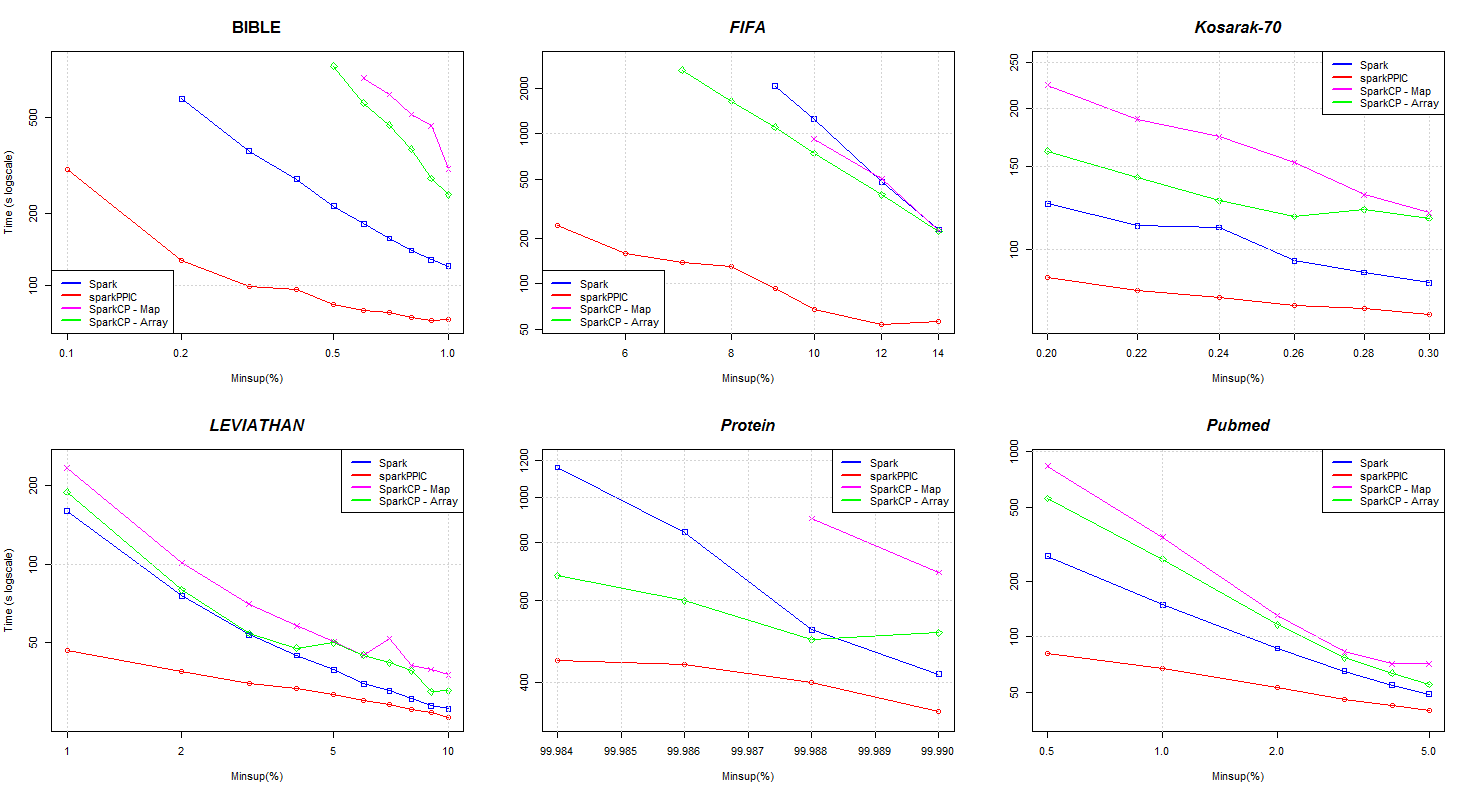 BIBLE
Time (s logscale)
500
200
100
Spark
sparkPPIC
SparkCP - Map
SparkCP - Array
0.1 0.2 0.5 1.0
Minsup(%)
FIFA
2000
1000
500
200
100
50
Spark
sparkPPIC
SparkCP - Map
SparkCP - Array
6 8 10 12 14
Minsup(%)
Kosarak-70
250
200
150
100
Spark
sparkPPIC
SparkCP - Map
SparkCP - Array
0.20 0.22 0.24 0.26 0.28 0.30
Minsup(%)
LEVIATHAN
Time (s logscale)
200
100
50
Spark
sparkPPIC
SparkCP - Map
SparkCP - Array
1 2 5 10
Minsup(%)
Protein
1200
1000
800
600
400
Spark
sparkPPIC
SparkCP - Map
SparkCP - Array
99.984 99.985 99.986 99.987 99.988 99.989 99.990
Minsup(%)
Pubmed
1000
500
200
100
50
Spark
sparkPPIC
SparkCP - Map
SparkCP - Array
0.5 1.0 2.0 5.0
Minsup(%)